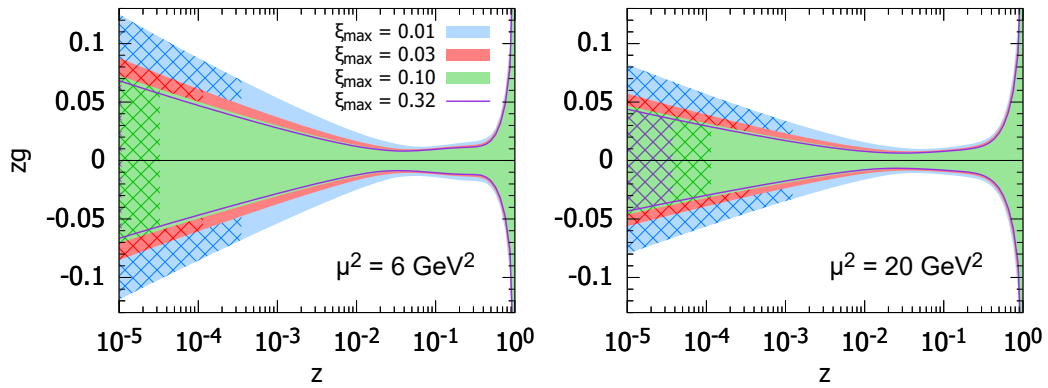 0.1
0.05
0
-0.05
-0.1
zg
ξmax = 0.01
ξmax = 0.03
ξmax = 0.10
ξmax = 0.32
μ² = 6 GeV²
10⁻⁵ 10⁻⁴ 10⁻³ 10⁻² 10⁻¹ 10⁰
z
0.1
0.05
0
-0.05
-0.1
μ² = 20 GeV²
10⁻⁵ 10⁻⁴ 10⁻³ 10⁻² 10⁻¹ 10⁰
z